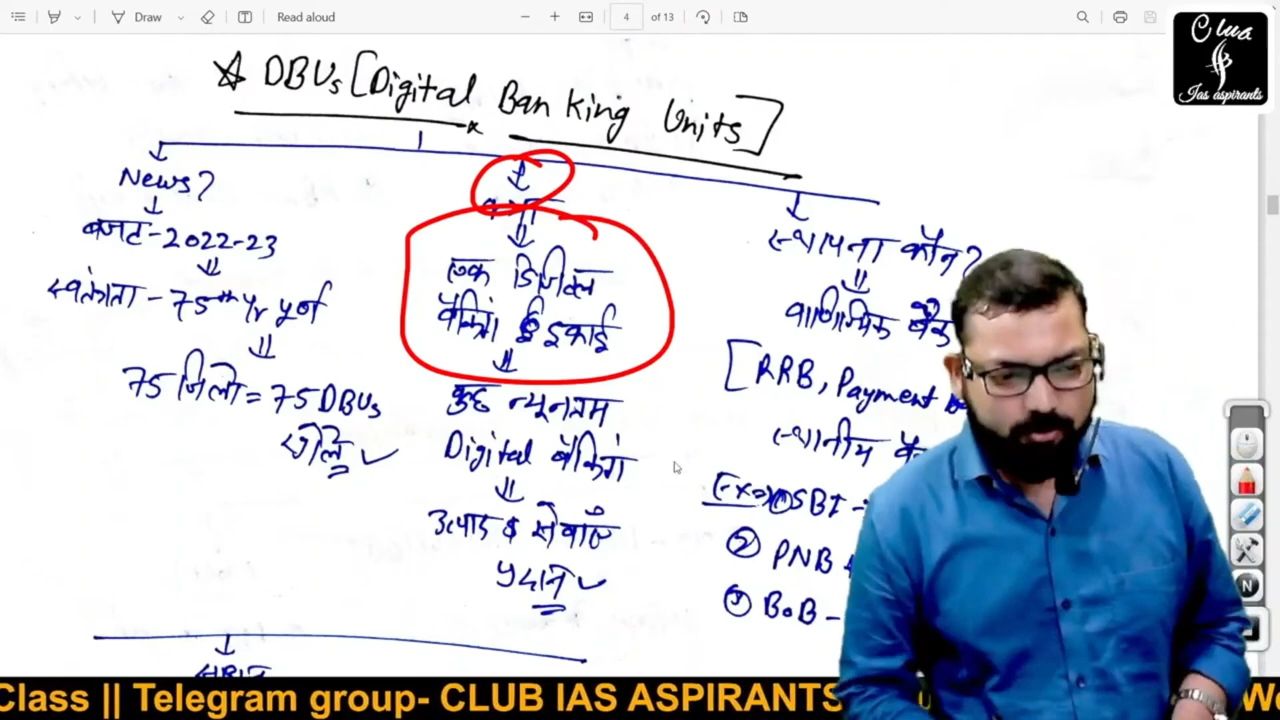 Draw
Read aloud
4
of 13
Clua
Ias aspirants
DBUs [Digital Banking Units]
News?
बजट-2022-23
स्वतंत्रता - 75th Yr पूर्ण
75 जिलों = 75 DBUs
खोले
क्या
एक डिजिटल
बैंकिंग इकाई
कुछ न्यूनतम
Digital बैंकिंग
उत्पाद व सेवाएं
प्रदान
स्थापना कौन?
वाणिज्यिक बैंक
[RRB, Payment
स्थानीय
Ex=> ① SBI -
② PNB
③ BoB -
N
Class || Telegram group- CLUB IAS ASPIRANTS